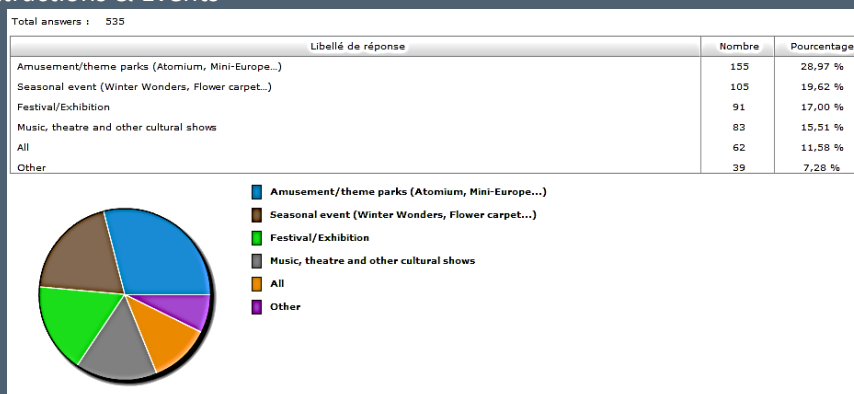 & Events
Total answers : 535
Libellé de réponse Nombre Pourcentage
Amusement/theme parks (Atomium, Mini-Europe...) 155 28,97 %
Seasonal event (Winter Wonders, Flower carpet...) 105 19,62 %
Festival/Exhibition 91 17,00 %
Music, theatre and other cultural shows 83 15,51 %
All 62 11,58 %
Other 39 7,28 %
Amusement/theme parks (Atomium, Mini-Europe...)
Seasonal event (Winter Wonders, Flower carpet...)
Festival/Exhibition
Music, theatre and other cultural shows
All
Other